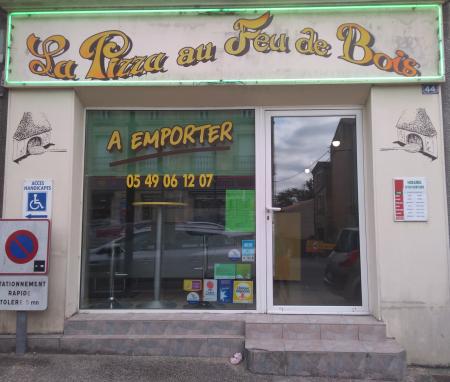 La Pizza au Feu de Bois
44
A EMPORTER
05 49 06 12 07
ACCES
HANDICAPES
STATIONNEMENT
RAPIDE
TOLERE 5 mn
HORAIRES